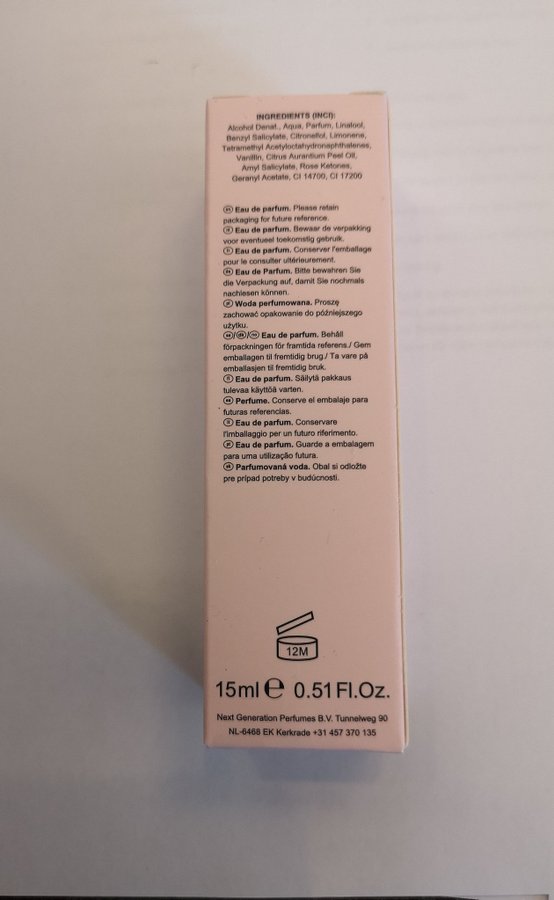 INGREDIENTS (INCI):
Alcohol Denat., Aqua, Parfum, Linalool,
Benzyl Salicylate, Citronellol, Limonene,
Tetramethyl Acetyloctahydronaphthalenes,
Vanillin, Citrus Aurantium Peel Oil,
Amyl Salicylate, Rose Ketones,
Geranyl Acetate, CI 14700, CI 17200
Eau de parfum. Please retain
packaging for future reference.
Eau de parfum. Bewaar de verpakking
voor eventueel toekomstig gebruik.
Eau de parfum. Conserver l'emballage
pour le consulter ultérieurement.
Eau de Parfum. Bitte bewahren Sie
die Verpackung auf, damit Sie nochmals
nachlesen können.
Woda perfumowana. Proszę
zachować opakowanie do późniejszego
użytku.
Eau de parfum. Behåll
förpackningen för framtida referens./ Gem
emballagen til fremtidig brug./ Ta vare på
emballasjen til fremtidig bruk.
Eau de parfum. Säilytä pakkaus
tulevaa käyttöä varten.
Perfume. Conserve el embalaje para
futuras referencias.
Eau de parfum. Conservare
l'imballaggio per un futuro riferimento.
Eau de parfum. Guarde a embalagem
para uma utilização futura.
Parfumovaná voda. Obal si odložte
pre prípad potreby v budúcnosti.
12M
15ml e 0.51 Fl.Oz.
Next Generation Perfumes B.V. Tunnelweg 90
NL-6468 EK Kerkrade +31 457 370 135